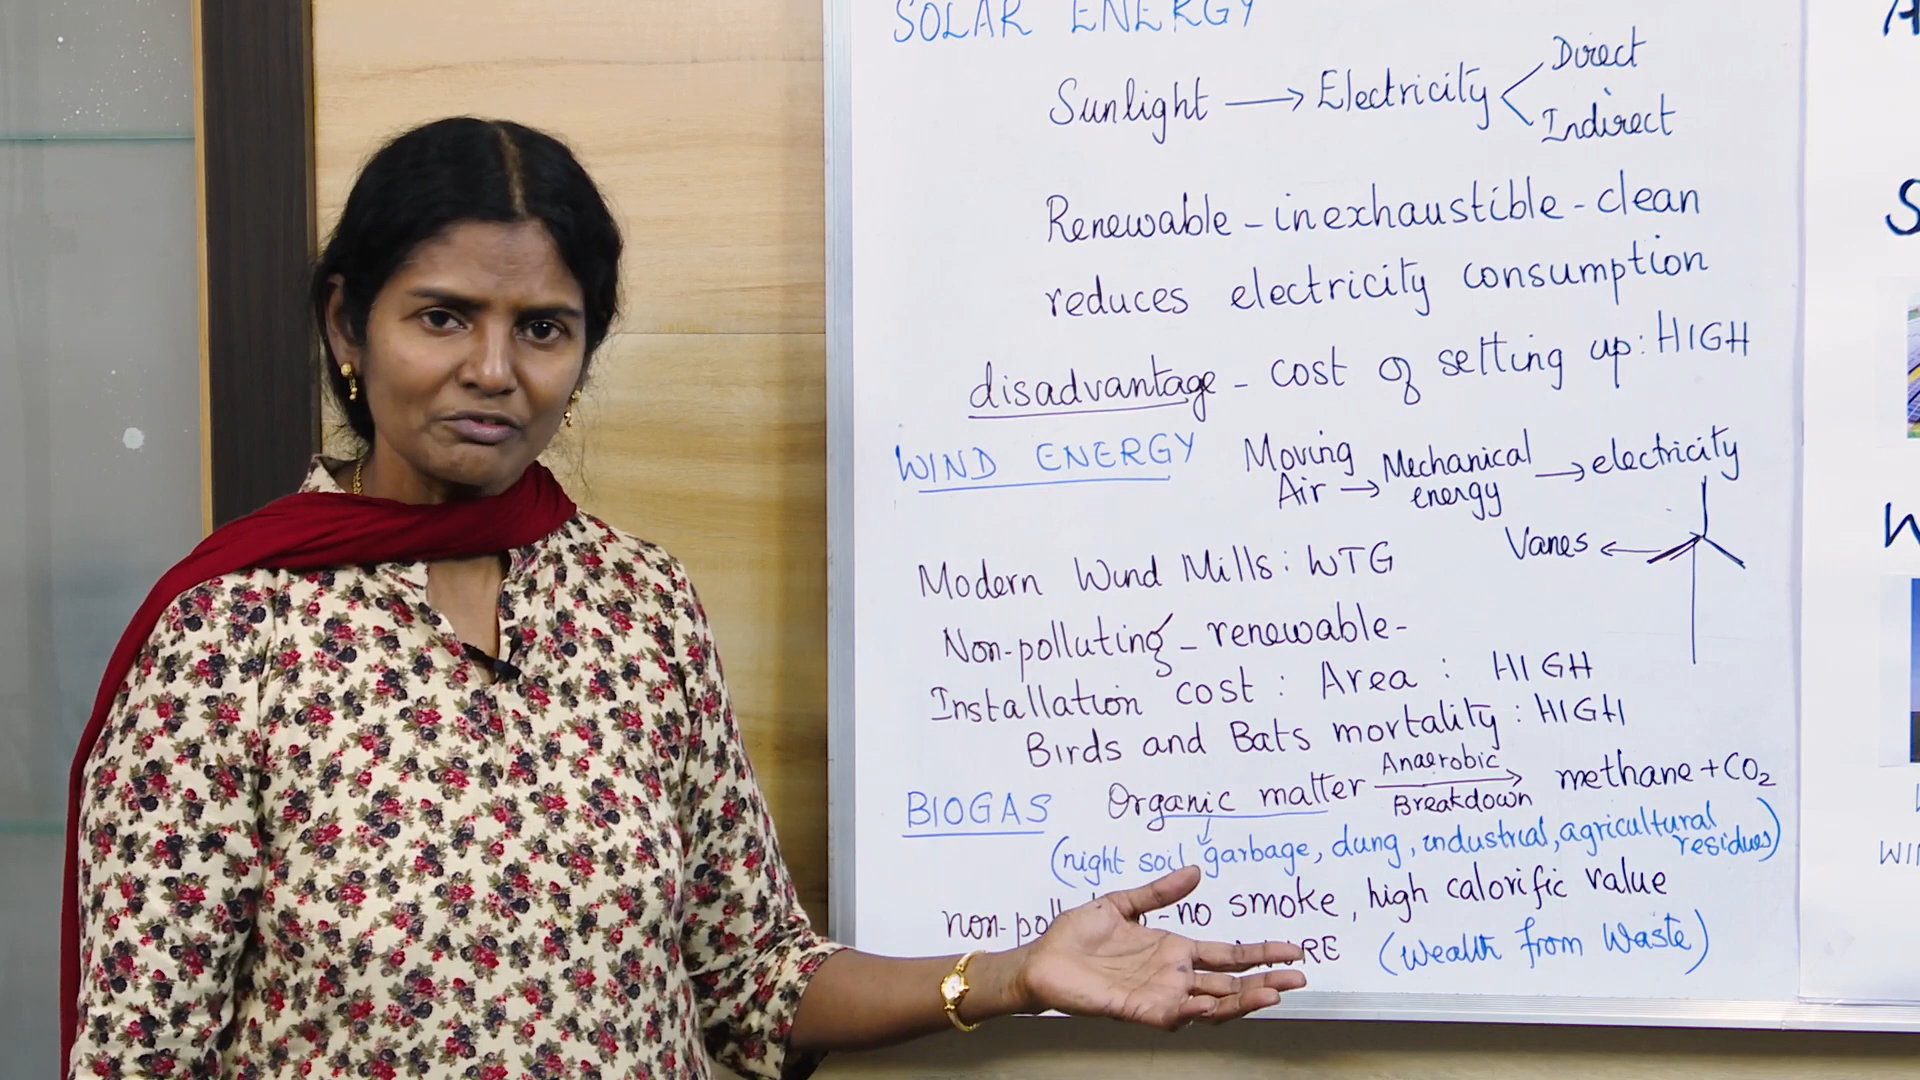 SOLAR ENERGY
Sunlight → Electricity
Direct
Indirect
Renewable - inexhaustible - clean
reduces electricity consumption
disadvantage - cost of setting up: HIGH
WIND ENERGY Moving Air → Mechanical energy → electricity
Vanes ←
Modern Wind Mills: WTG
Non-polluting - renewable -
Installation cost : Area : HIGH
Birds and Bats mortality: HIGH
BIOGAS Organic matter Anaerobic Breakdown → methane + CO2
(night soil, garbage, dung, industrial, agricultural residues)
non- - no smoke, high calorific value
(Wealth from Waste)